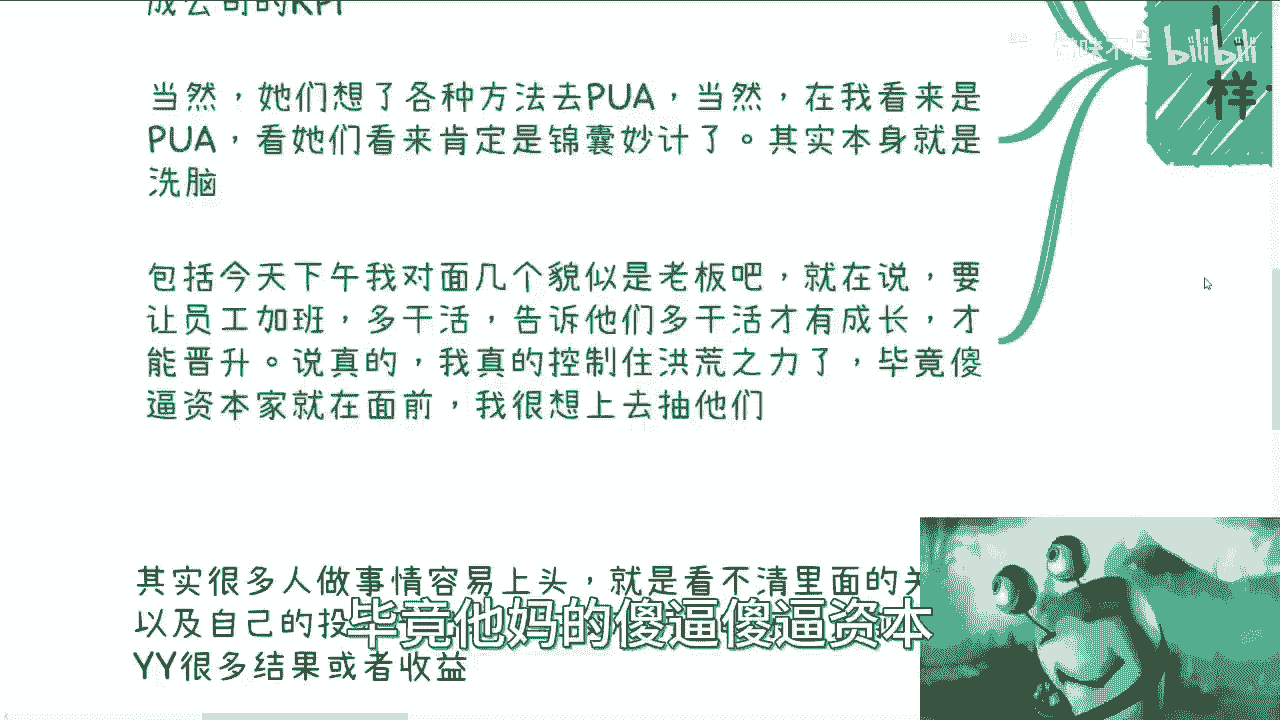 成公司的KPI
当然，她们想了各种方法去PUA，当然，在我看来是
PUA，看她们看来肯定是锦囊妙计了。其实本身就是
洗脑
包括今天下午我对面几个貌似是老板吧，就在说，要
让员工加班，多干活，告诉他们多干活才有成长，才
能晋升。说真的，我真的控制住洪荒之力了，毕竟傻
逼资本家就在面前，我很想上去抽他们
其实很多人做事情容易上头，就是看不清里面的
以及自己的投
YY很多结果或者收益
毕竟他妈的傻逼傻逼资本
样
bilibili